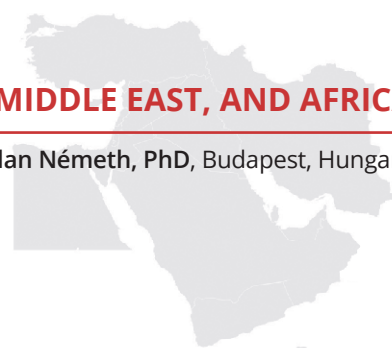 MIDDLE EAST, AND AFRIC
lan Németh, PhD, Budapest, Hunga